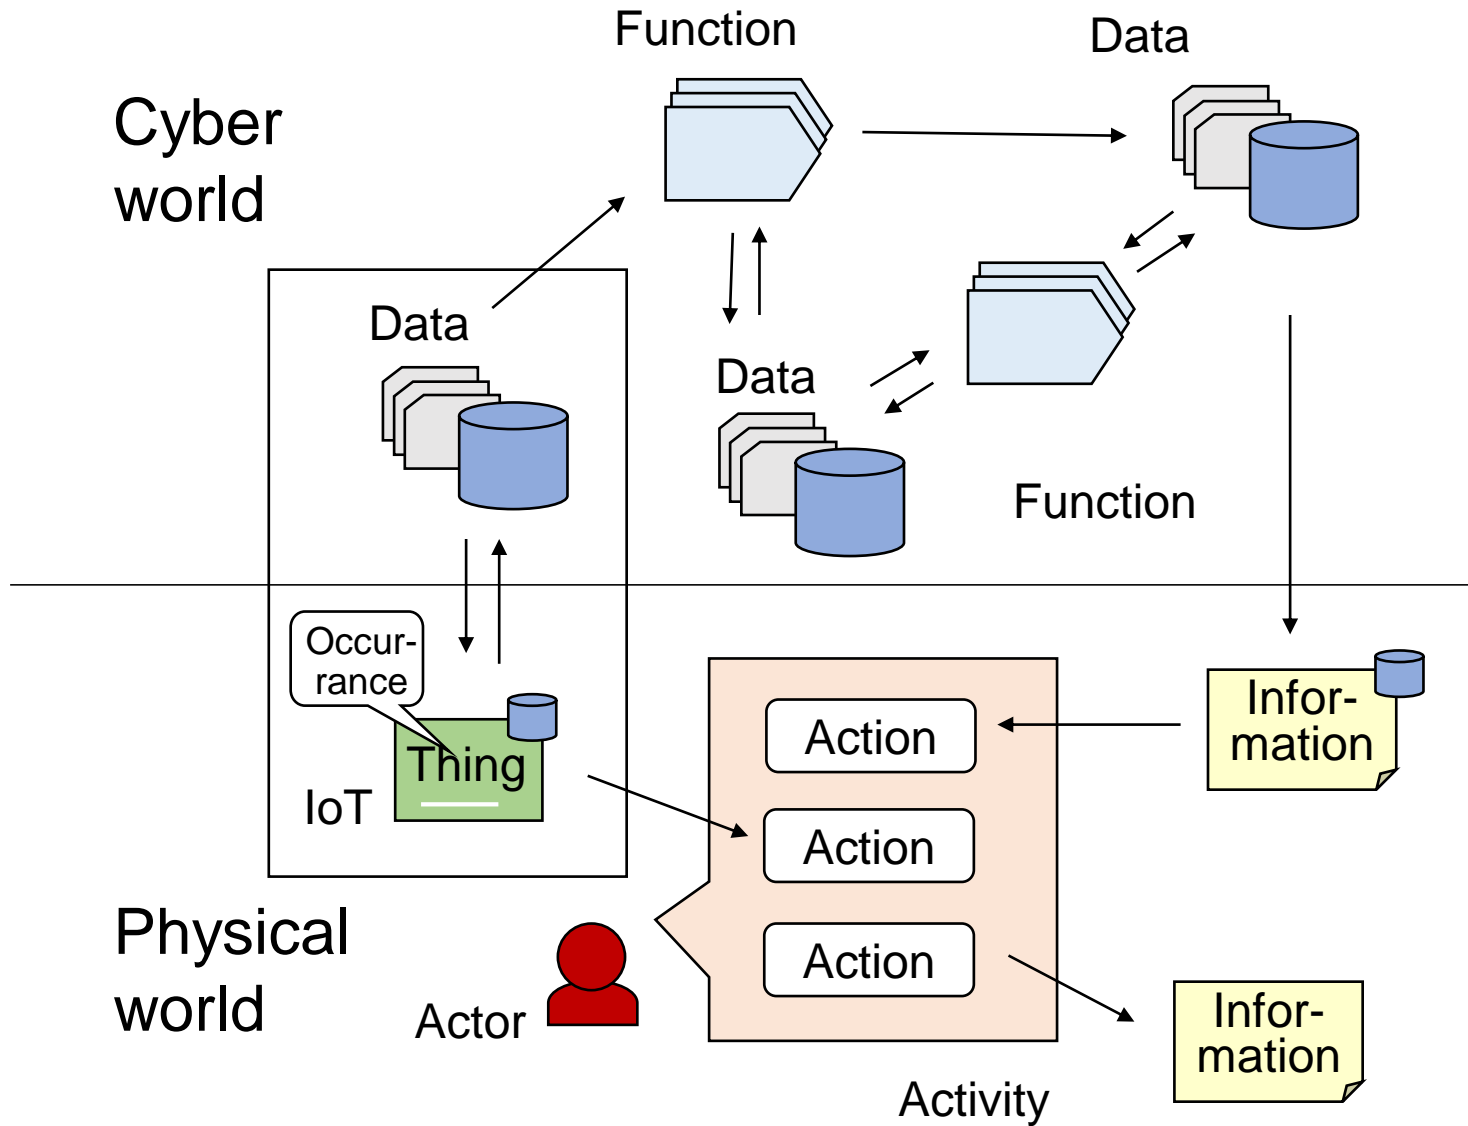 Function
Data
Cyber
world
Data
Data
Function
Occur-
rance
Thing
IoT
Action
Infor-
mation
Action
Physical
world
Action
Actor
Infor-
mation
Activity